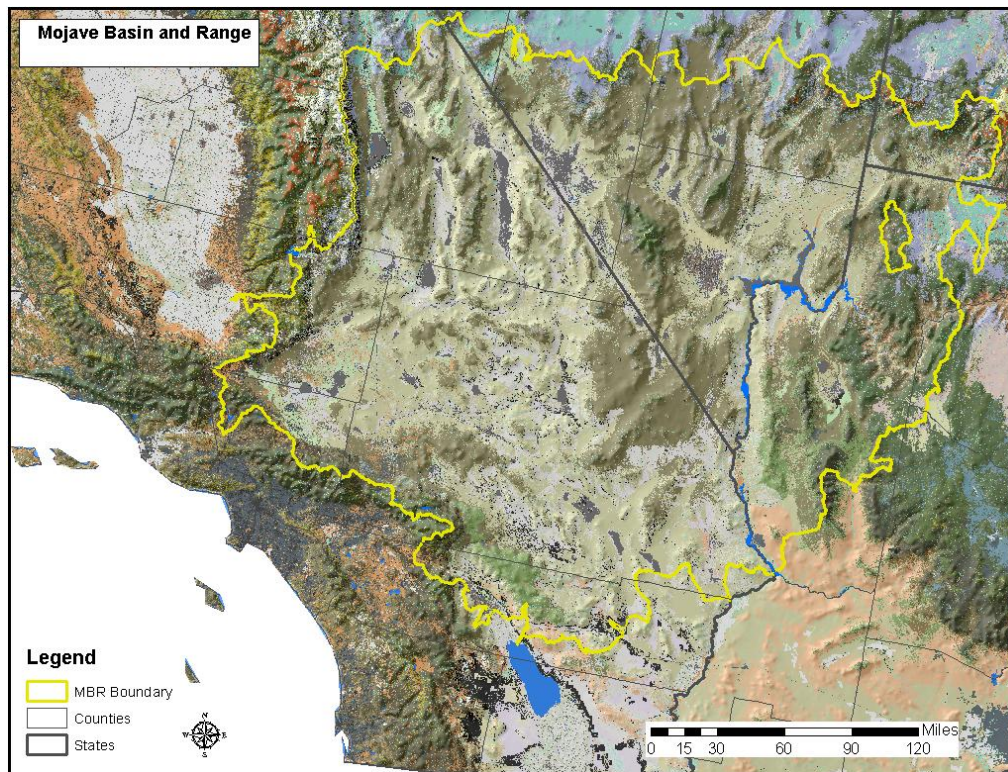 Mojave Basin and Range
Legend
MBR Boundary
Counties
States
N
W E
S
Miles
0 15 30 60 90 120